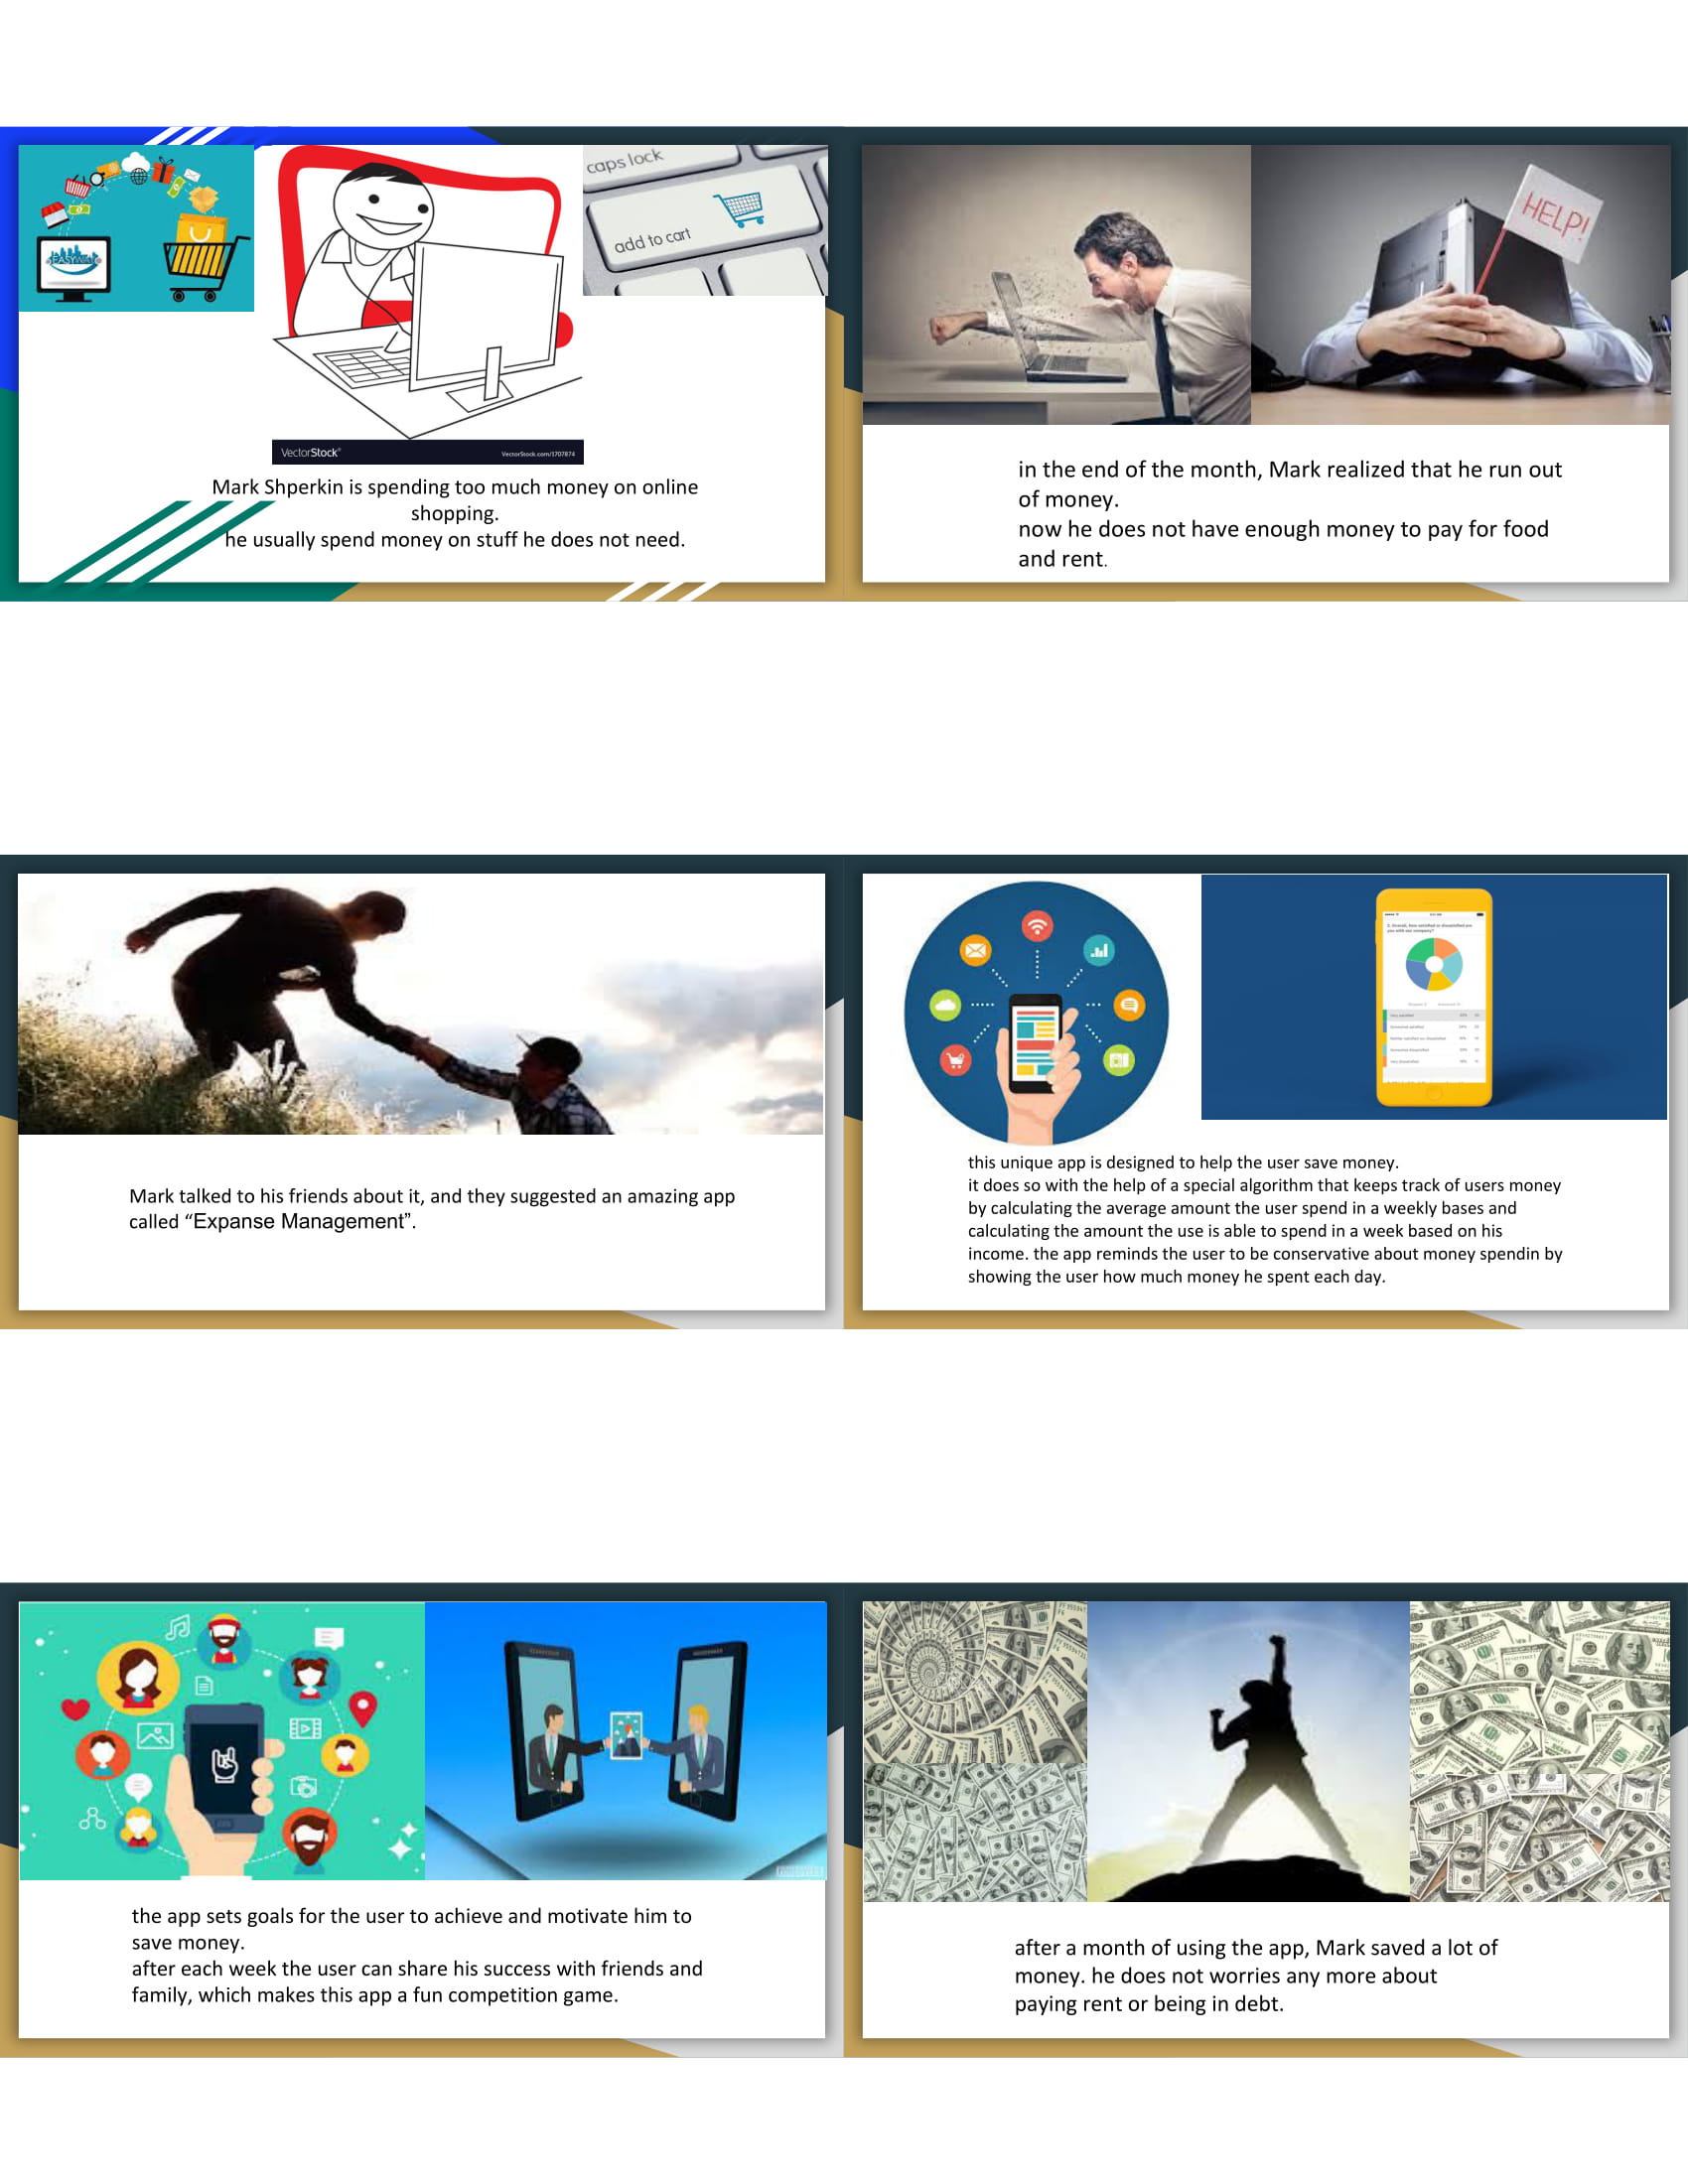 EASYWAY
caps lock
add to cart
VectorStock®
VectorStock.com/1707874
Mark Shperkin is spending too much money on online
shopping.
he usually spend money on stuff he does not need.
HELP!
in the end of the month, Mark realized that he run out
of money.
now he does not have enough money to pay for food
and rent.
Mark talked to his friends about it, and they suggested an amazing app
called “Expanse Management”.
this unique app is designed to help the user save money.
it does so with the help of a special algorithm that keeps track of users money
by calculating the average amount the user spend in a weekly bases and
calculating the amount the use is able to spend in a week based on his
income. the app reminds the user to be conservative about money spendin by
showing the user how much money he spent each day.
the app sets goals for the user to achieve and motivate him to
save money.
after each week the user can share his success with friends and
family, which makes this app a fun competition game.
after a month of using the app, Mark saved a lot of
money. he does not worries any more about
paying rent or being in debt.